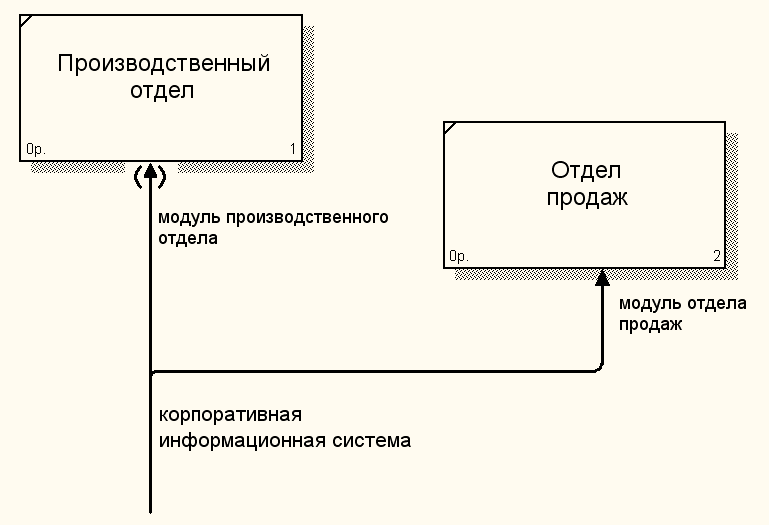 Производственный
отдел
0р.
1
Отдел
продаж
0р.
2
модуль производственного
отдела
модуль отдела
продаж
корпоративная
информационная система